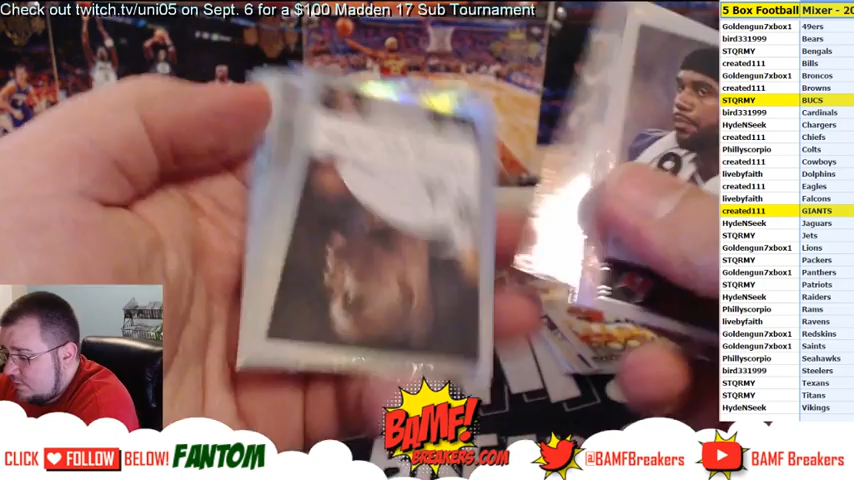 Check out twitch.tv/uni05 on Sept. 6 for a $100 Madden 17 Sub Tournament
5 Box Football Mixer - 20
Goldengun7xbox1 49ers
bird331999 Bears
STQRMY Bengals
created111 Bills
Goldengun7xbox1 Broncos
created111 Browns
STQRMY BUCS
bird331999 Cardinals
HydeNSeek Chargers
created111 Chiefs
Phillyscorpio Colts
created111 Cowboys
livebyfaith Dolphins
created111 Eagles
livebyfaith Falcons
created111 GIANTS
HydeNSeek Jaguars
STQRMY Jets
Goldengun7xbox1 Lions
STQRMY Packers
Goldengun7xbox1 Panthers
STQRMY Patriots
HydeNSeek Raiders
Phillyscorpio Rams
livebyfaith Ravens
Goldengun7xbox1 Redskins
Goldengun7xbox1 Saints
Phillyscorpio Seahawks
bird331999 Steelers
STQRMY Texans
STQRMY Titans
HydeNSeek Vikings
BAMF!
BREAKERS.COM
CLICK FOLLOW BELOW! FANTOM
@BAMFBreakers
BAMF Breakers